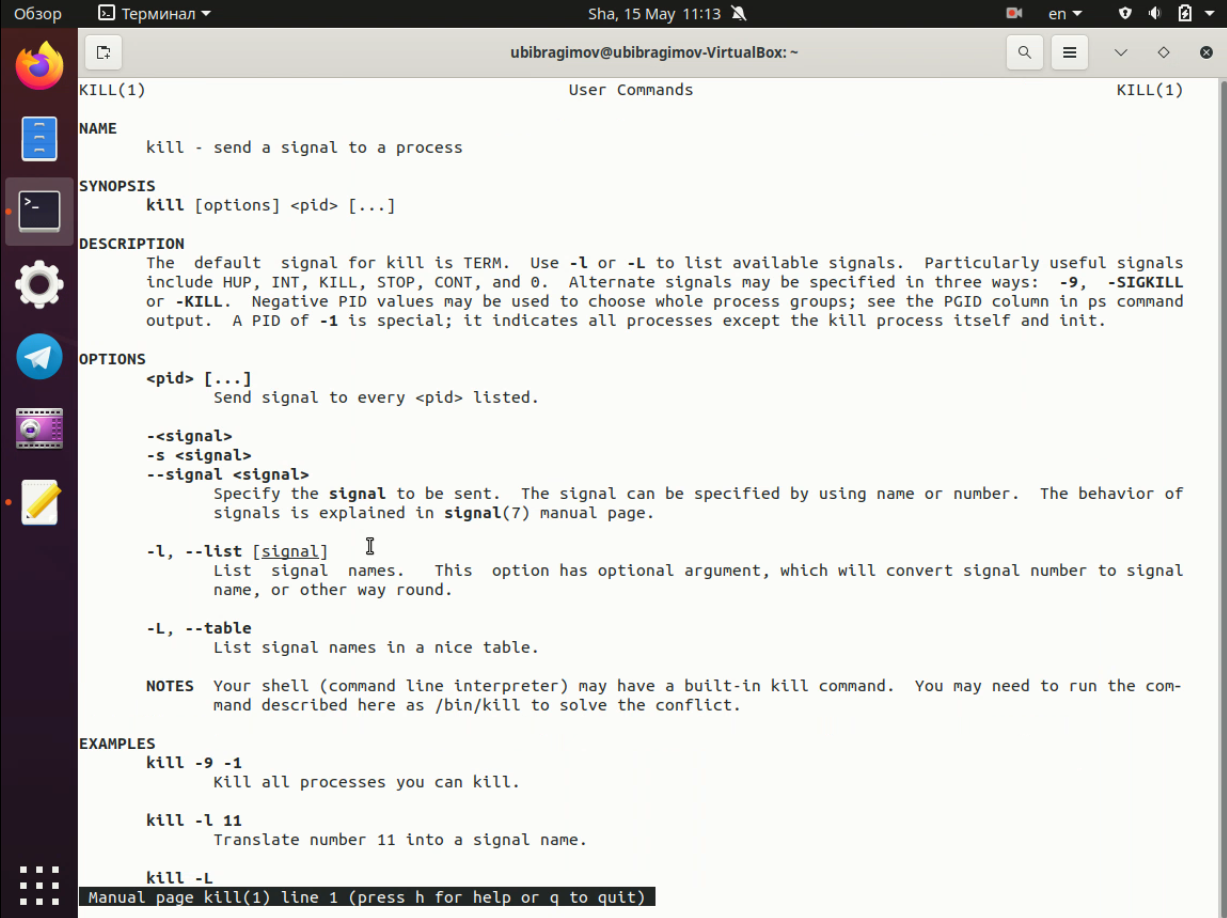 Обзор
Терминал
Sha, 15 May 11:13
en
ubibragimov@ubibragimov-VirtualBox: ~
KILL(1) User Commands KILL(1)
NAME
kill - send a signal to a process
SYNOPSIS
kill [options] <pid> [...]
DESCRIPTION
The default signal for kill is TERM. Use -l or -L to list available signals. Particularly useful signals
include HUP, INT, KILL, STOP, CONT, and 0. Alternate signals may be specified in three ways: -9, -SIGKILL
or -KILL. Negative PID values may be used to choose whole process groups; see the PGID column in ps command
output. A PID of -1 is special; it indicates all processes except the kill process itself and init.
OPTIONS
<pid> [...]
Send signal to every <pid> listed.
-<signal>
-s <signal>
--signal <signal>
Specify the signal to be sent. The signal can be specified by using name or number. The behavior of
signals is explained in signal(7) manual page.
-l, --list [signal]
List signal names. This option has optional argument, which will convert signal number to signal
name, or other way round.
-L, --table
List signal names in a nice table.
NOTES Your shell (command line interpreter) may have a built-in kill command. You may need to run the com-
mand described here as /bin/kill to solve the conflict.
EXAMPLES
kill -9 -1
Kill all processes you can kill.
kill -l 11
Translate number 11 into a signal name.
kill -L
Manual page kill(1) line 1 (press h for help or q to quit)